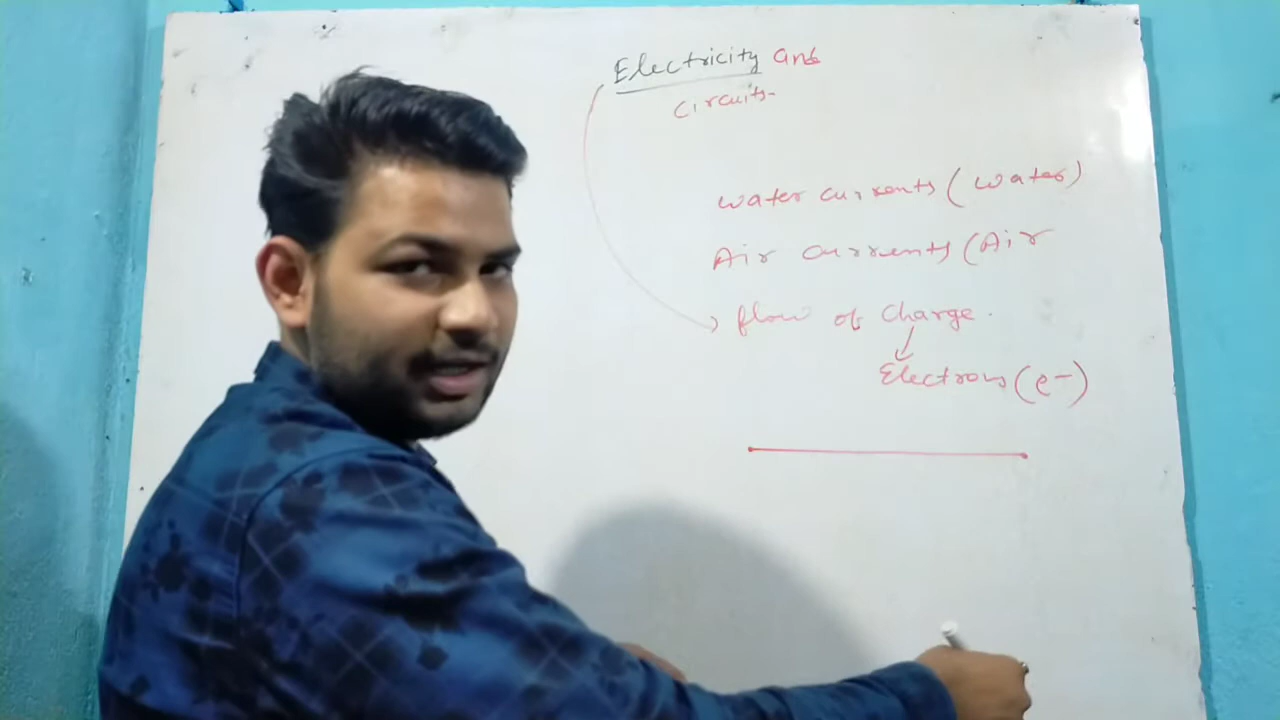 Electricity and
Circuits.
Water currents (Water)
Air currents (Air
flow of Charge.
Electrons (e-)